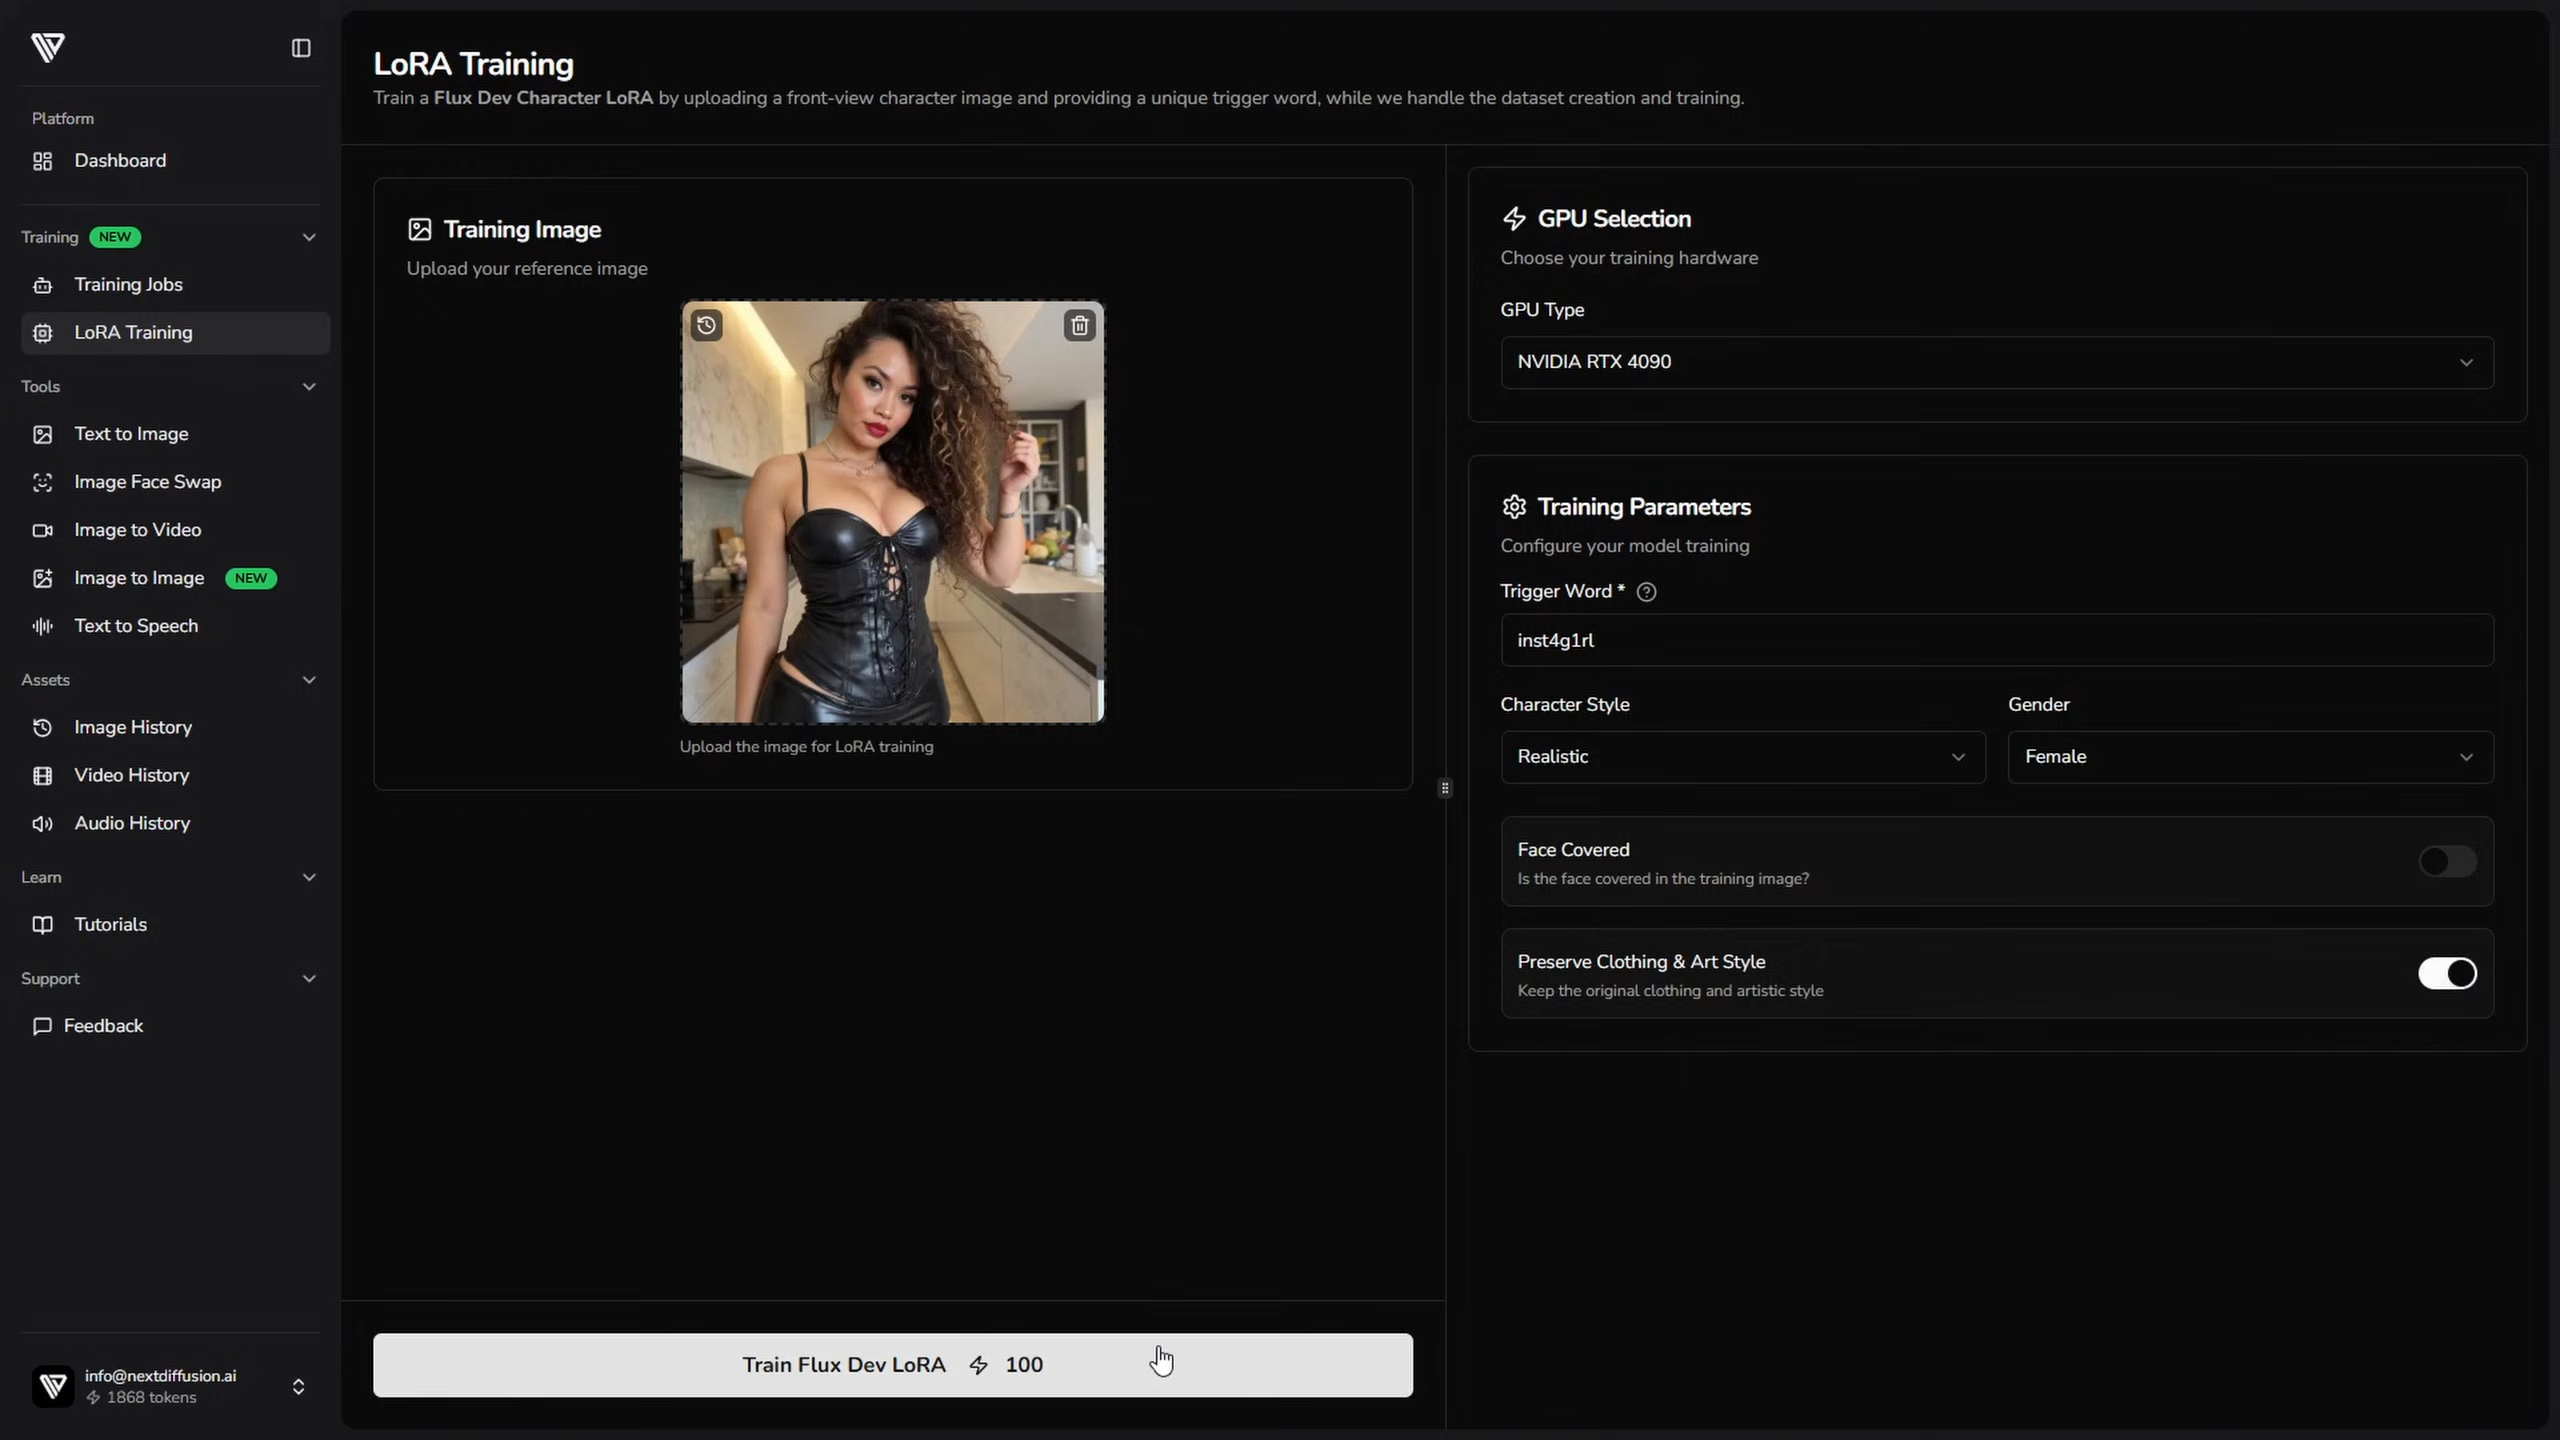 Platform
Dashboard
Training NEW
Training Jobs
LoRA Training
Tools
Text to Image
Image Face Swap
Image to Video
Image to Image NEW
Text to Speech
Assets
Image History
Video History
Audio History
Learn
Tutorials
Support
Feedback
info@nextdiffusion.ai
1868 tokens
LoRA Training
Train a Flux Dev Character LoRA by uploading a front-view character image and providing a unique trigger word, while we handle the dataset creation and training.
Training Image
Upload your reference image
Upload the image for LoRA training
Train Flux Dev LoRA 100
GPU Selection
Choose your training hardware
GPU Type
NVIDIA RTX 4090
Training Parameters
Configure your model training
Trigger Word *
inst4g1rl
Character Style Gender
Realistic Female
Face Covered
Is the face covered in the training image?
Preserve Clothing & Art Style
Keep the original clothing and artistic style